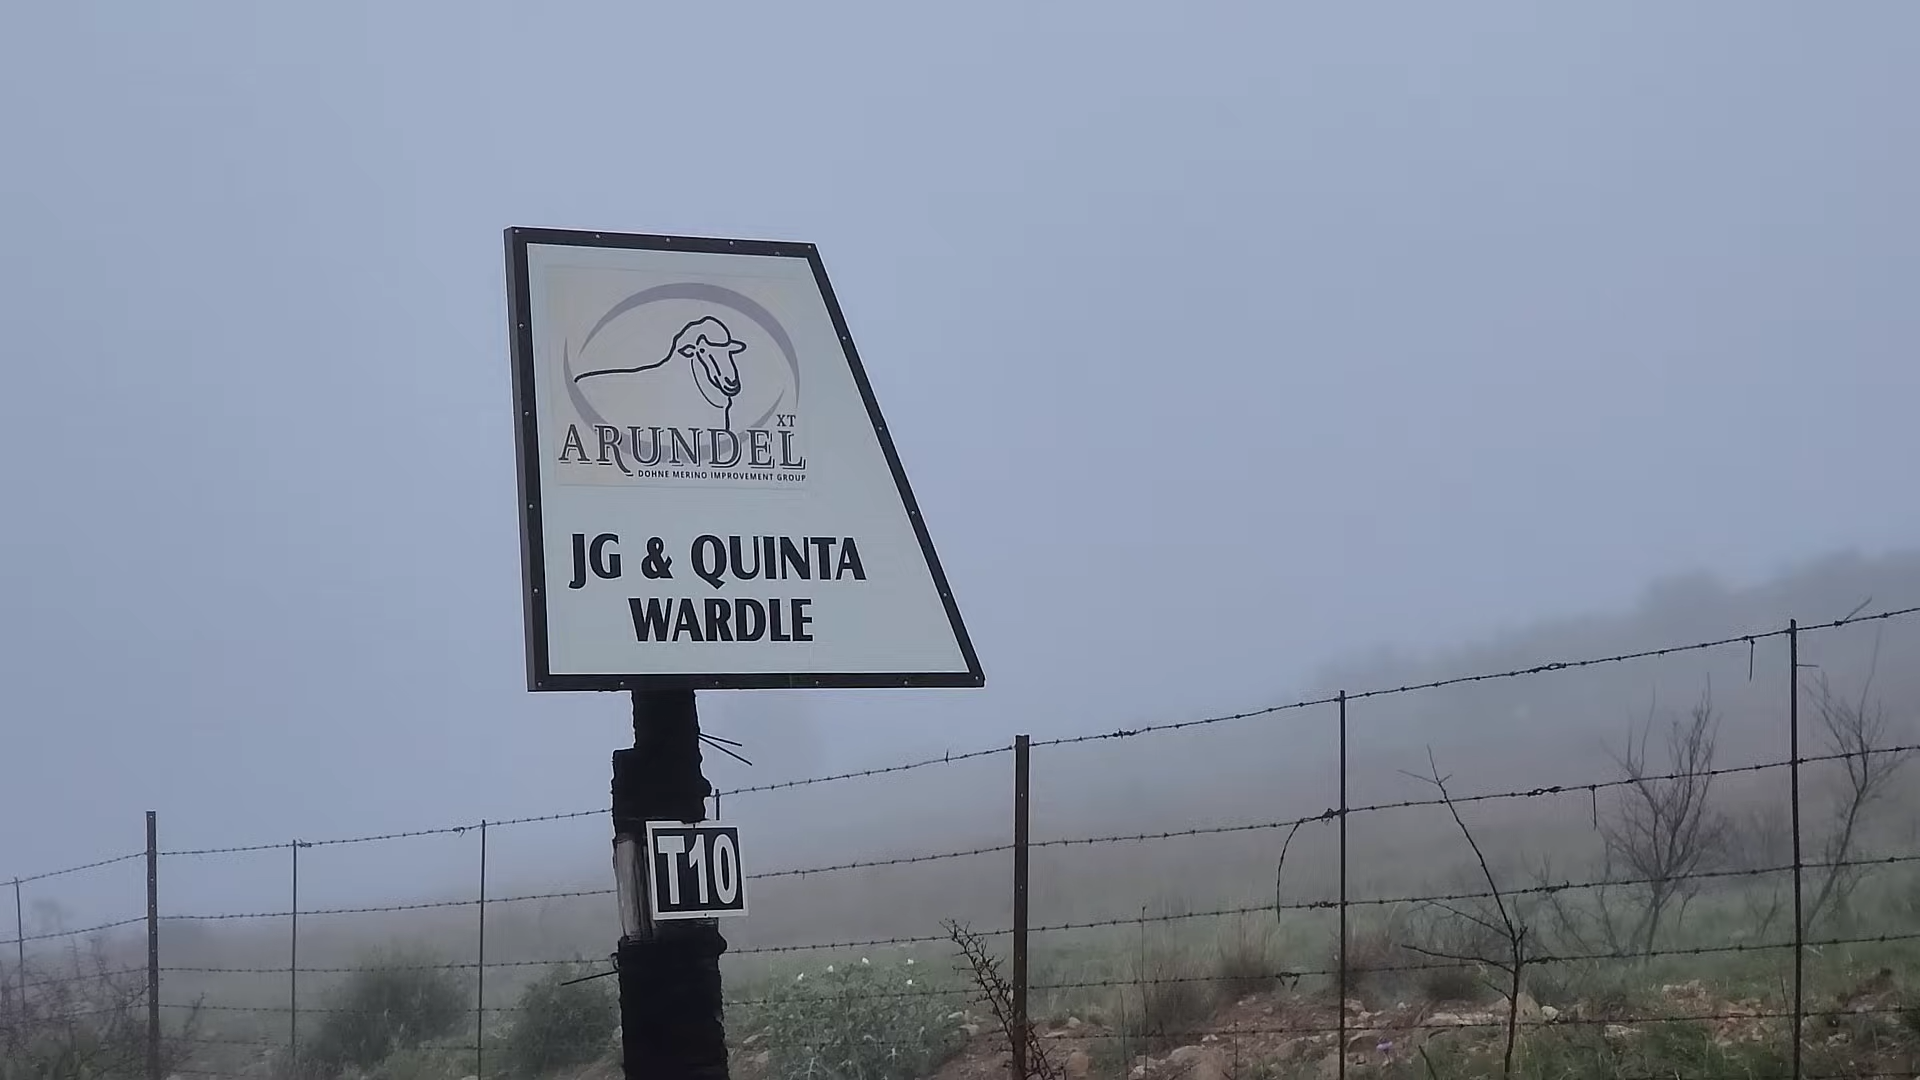 XT
ARUNDEL
DOHNE MERINO IMPROVEMENT GROUP
JG & QUINTA
WARDLE
T10